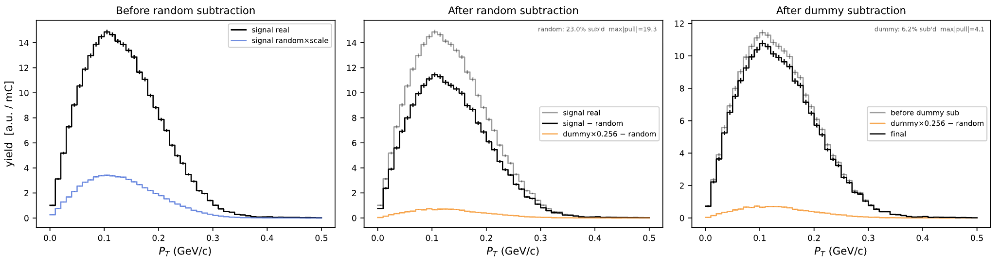 Before random subtraction
signal real
signal random×scale
yield [a.u. / mC]
14
12
10
8
6
4
2
0
0.0 0.1 0.2 0.3 0.4 0.5
P_T (GeV/c)
After random subtraction
random: 23.0% sub'd max|pull|=19.3
signal real
signal − random
dummy×0.256 − random
14
12
10
8
6
4
2
0
0.0 0.1 0.2 0.3 0.4 0.5
P_T (GeV/c)
After dummy subtraction
dummy: 6.2% sub'd max|pull|=4.1
before dummy sub
dummy×0.256 − random
final
12
10
8
6
4
2
0
0.0 0.1 0.2 0.3 0.4 0.5
P_T (GeV/c)